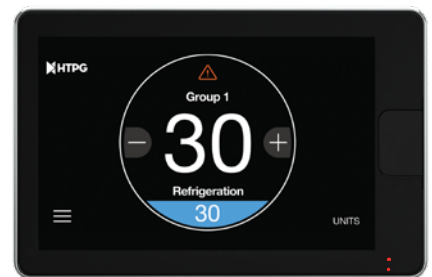 HTPG
Group 1
30
Refrigeration
30
UNITS